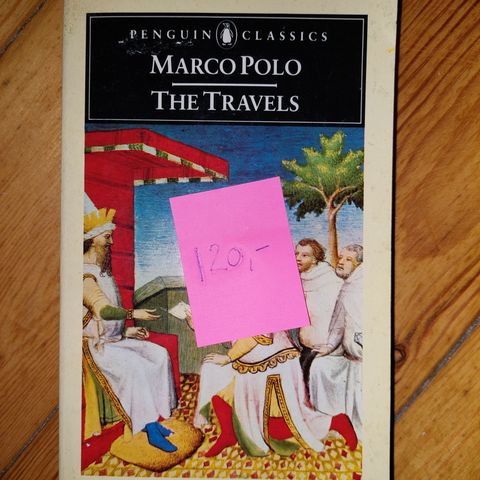 PENGUIN CLASSICS
MARCO POLO
THE TRAVELS
120,-